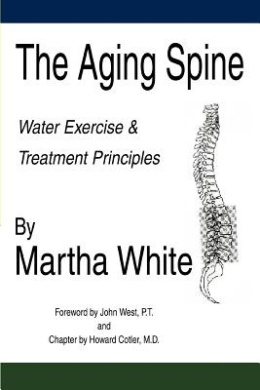 The Aging Spine
Water Exercise &
Treatment Principles
By
Martha White
Foreword by John West, P.T.
and
Chapter by Howard Cotler, M.D.